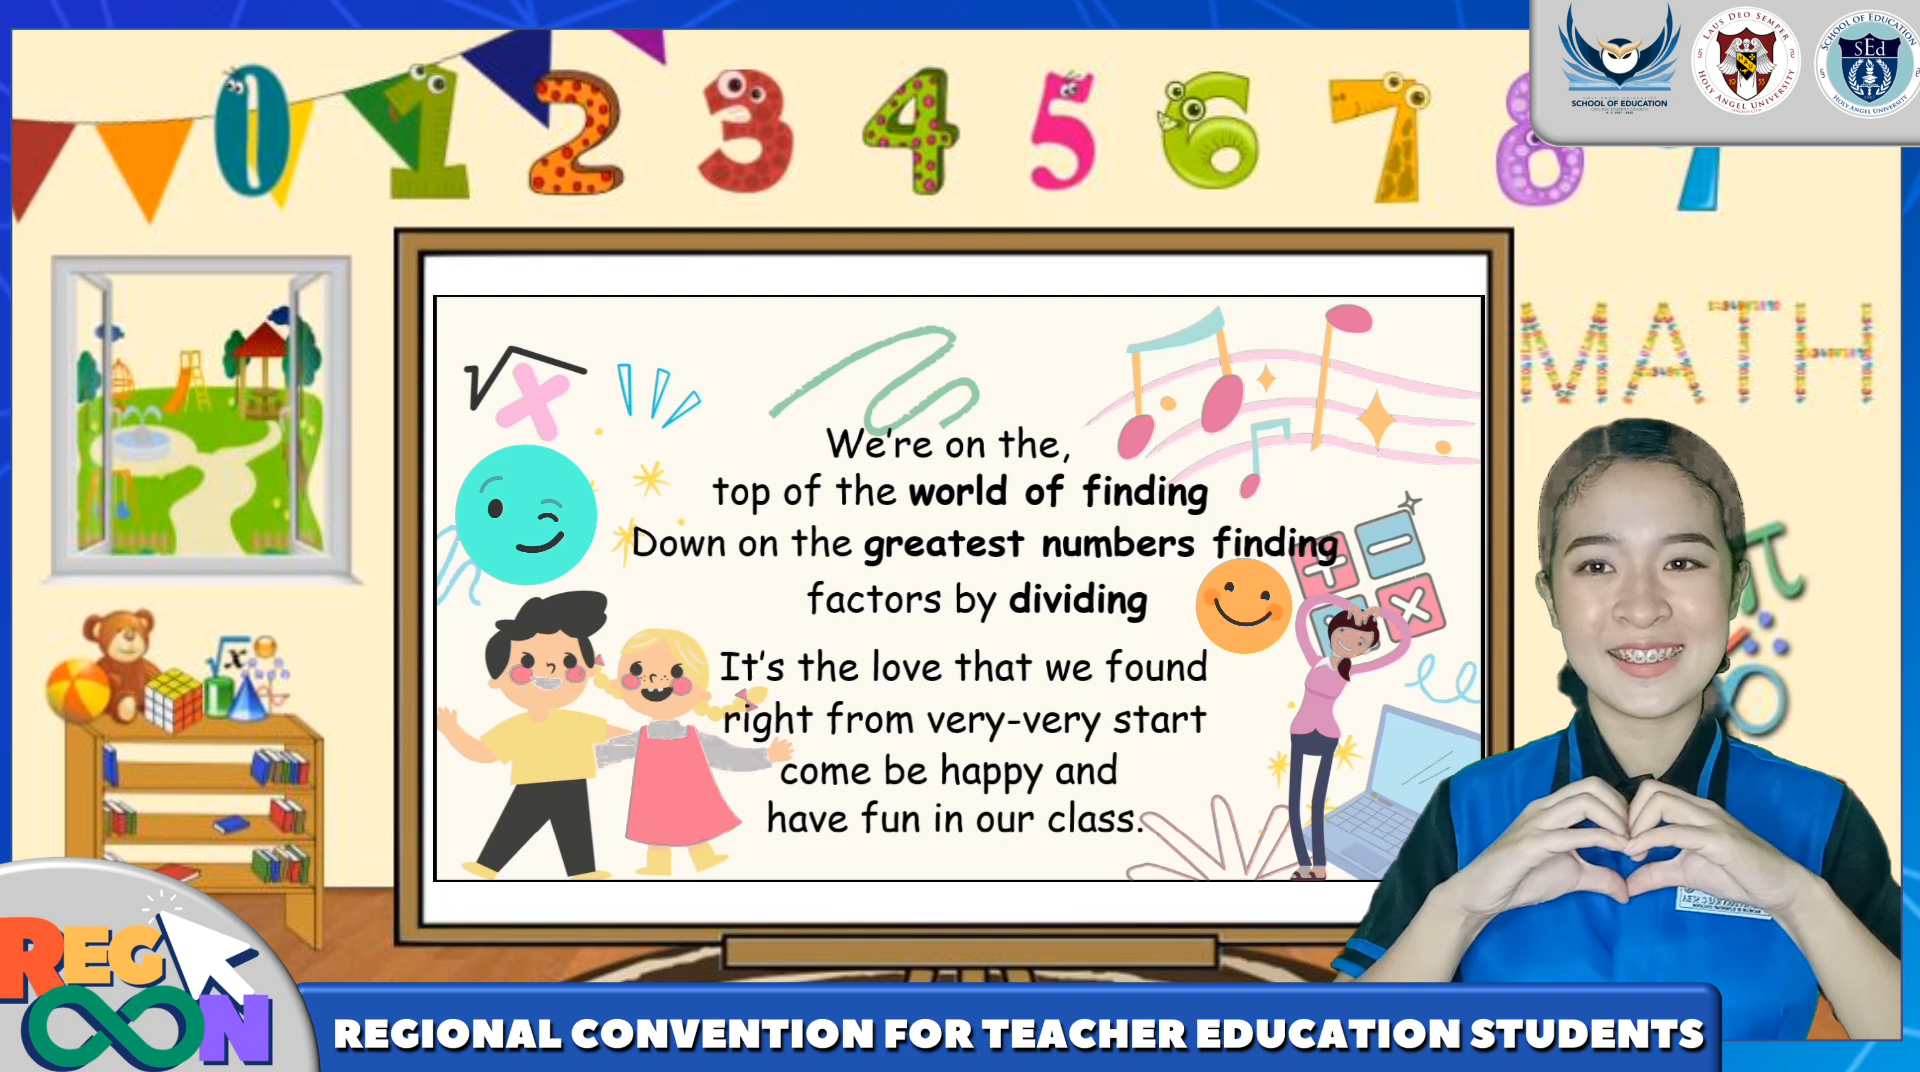 0 1 2 3 4 5 6 7 8 9
SCHOOL OF EDUCATION
LAUS DEO SEMPER
HOLY ANGEL UNIVERSITY
SCHOOL OF EDUCATION
SEd
HOLY ANGEL UNIVERSITY
MATH
We're on the,
top of the world of finding
Down on the greatest numbers finding
factors by dividing
It's the love that we found
right from very-very start
come be happy and
have fun in our class.
REG
N
REGIONAL CONVENTION FOR TEACHER EDUCATION STUDENTS